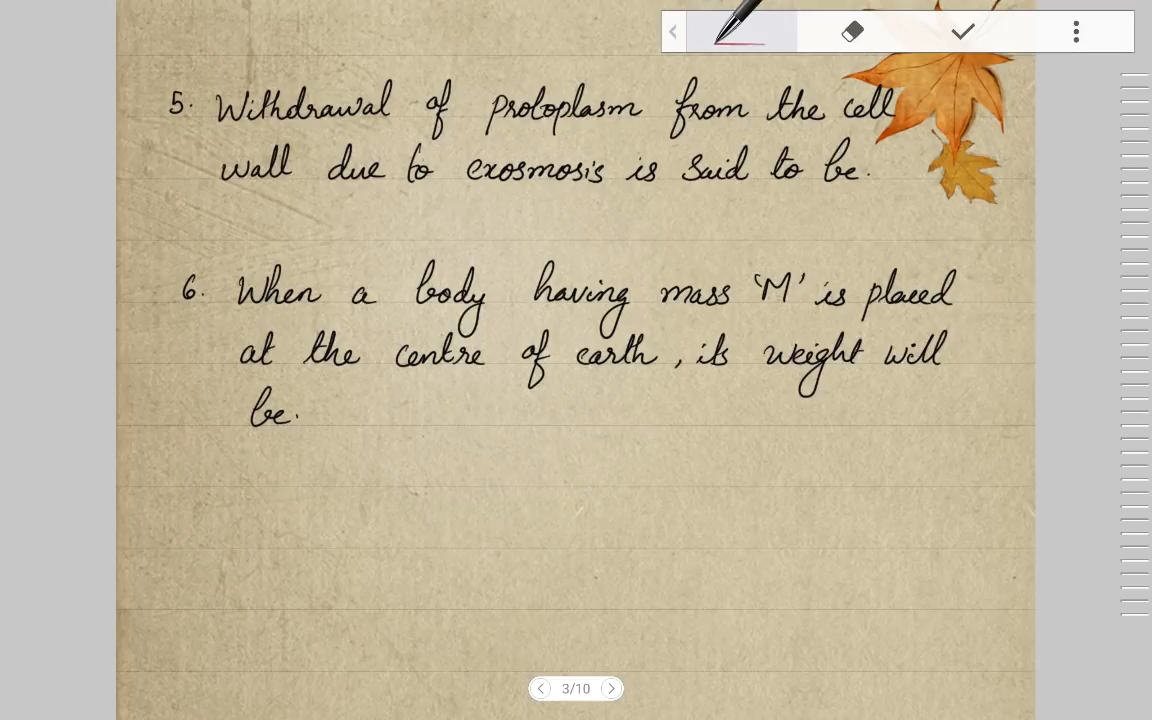 5. Withdrawal of protoplasm from the cell
wall due to exosmosis is said to be.
6. When a body having mass 'M' is placed
at the centre of earth, its weight will
be.
3/10